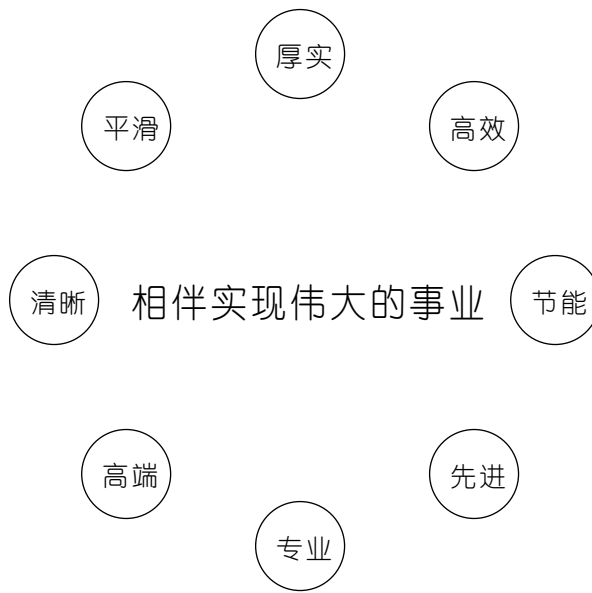 厚实
平滑
高效
清晰
相伴实现伟大的事业
节能
高端
先进
专业